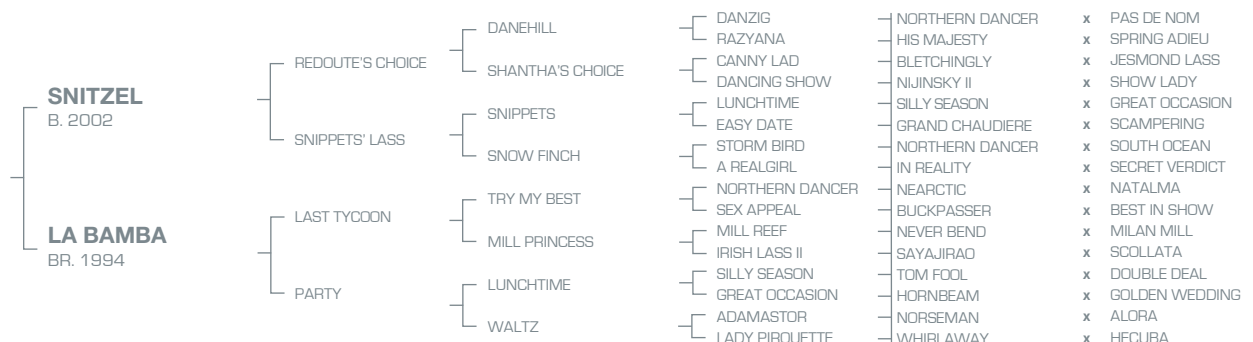 SNITZEL
B. 2002
LA BAMBA
BR. 1994
REDOUTE'S CHOICE
SNIPPETS' LASS
LAST TYCOON
PARTY
DANEHILL
SHANTHA'S CHOICE
SNIPPETS
SNOW FINCH
TRY MY BEST
MILL PRINCESS
LUNCHTIME
WALTZ
DANZIG
RAZYANA
CANNY LAD
DANCING SHOW
LUNCHTIME
EASY DATE
STORM BIRD
A REALGIRL
NORTHERN DANCER
SEX APPEAL
MILL REEF
IRISH LASS II
SILLY SEASON
GREAT OCCASION
ADAMASTOR
LADY PIROUETTE
NORTHERN DANCER x PAS DE NOM
HIS MAJESTY x SPRING ADIEU
BLETCHINGLY x JESMOND LASS
NIJINSKY II x SHOW LADY
SILLY SEASON x GREAT OCCASION
GRAND CHAUDIERE x SCAMPERING
NORTHERN DANCER x SOUTH OCEAN
IN REALITY x SECRET VERDICT
NEARCTIC x NATALMA
BUCKPASSER x BEST IN SHOW
NEVER BEND x MILAN MILL
SAYAJIRAO x SCOLLATA
TOM FOOL x DOUBLE DEAL
HORNBEAM x GOLDEN WEDDING
NORSEMAN x ALORA
WHIRLAWAY x HECUBA